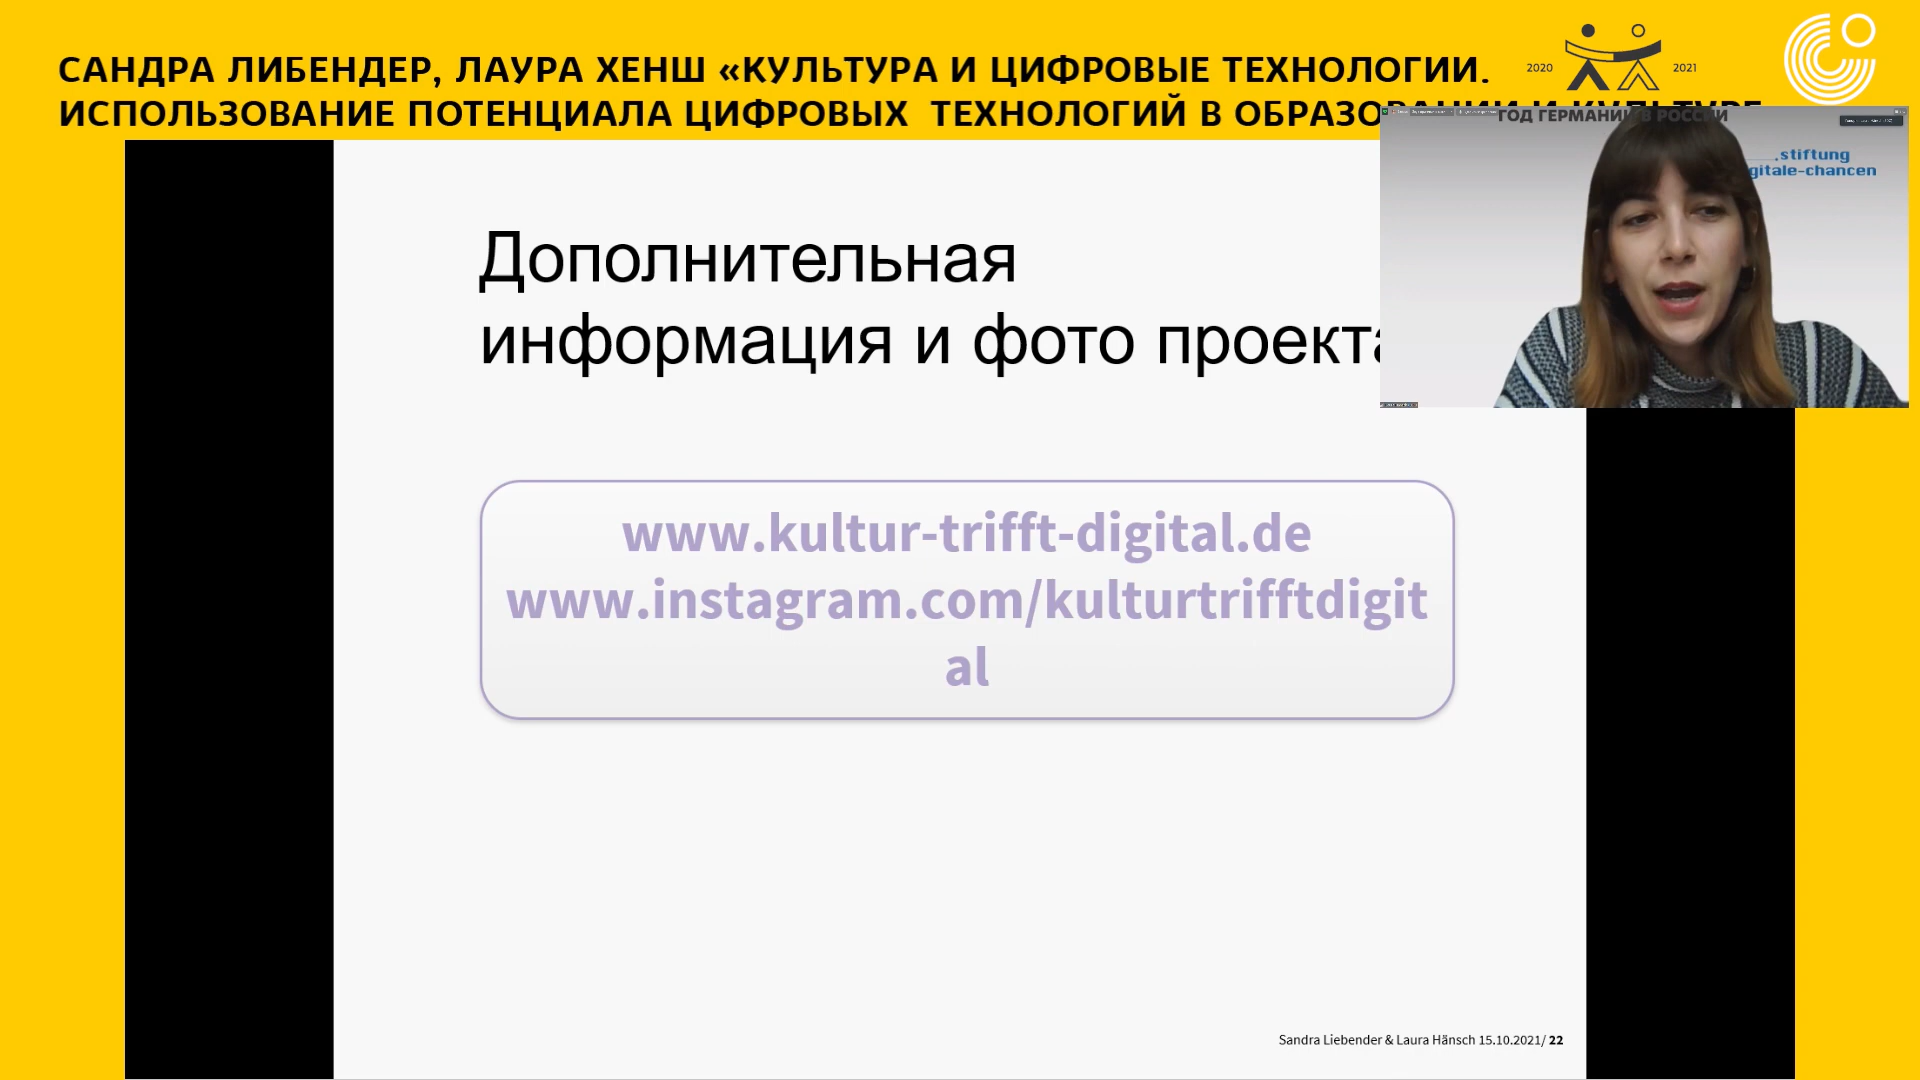 САНДРА ЛИБЕНДЕР, ЛАУРА ХЕНШ «КУЛЬТУРА И ЦИФРОВЫЕ ТЕХНОЛОГИИ.
ИСПОЛЬЗОВАНИЕ ПОТЕНЦИАЛА ЦИФРОВЫХ ТЕХНОЛОГИЙ В ОБРАЗОВАНИИ И КУЛЬТУРЕ
2020 2021
ГОД ГЕРМАНИИ В РОССИИ
stiftung
gitale-chancen
Дополнительная
информация и фото проекта
www.kultur-trifft-digital.de
www.instagram.com/kulturtrifftdigit
al
Sandra Liebender & Laura Hänsch 15.10.2021/ 22